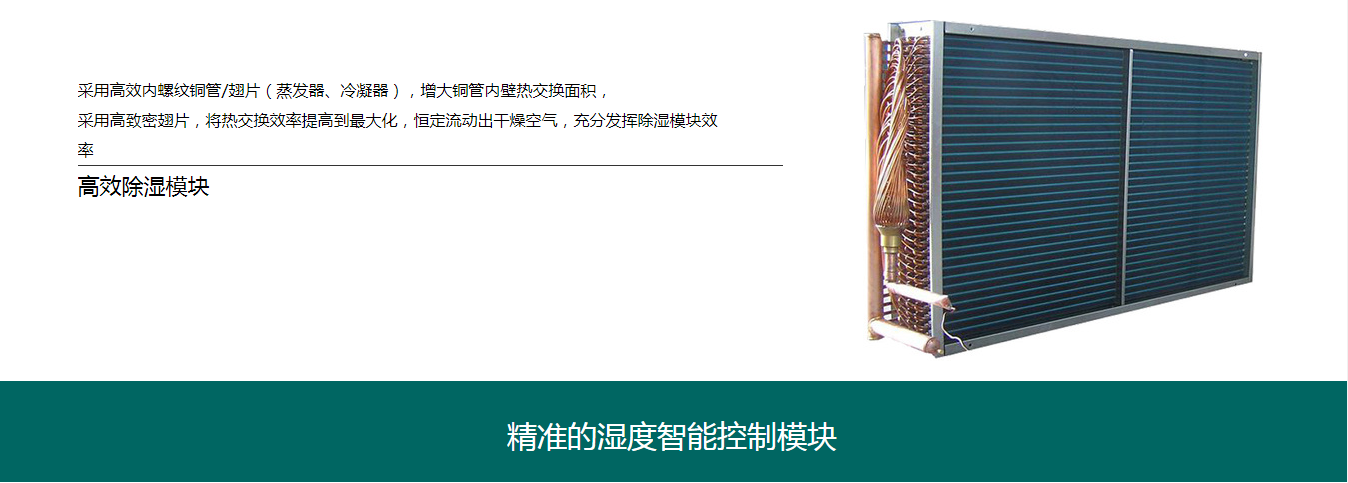 采用高效内螺纹铜管/翅片（蒸发器、冷凝器），增大铜管内壁热交换面积，
采用高致密翅片，将热交换效率提高到最大化，恒定流动出干燥空气，充分发挥除湿模块效
率
高效除湿模块
精准的湿度智能控制模块